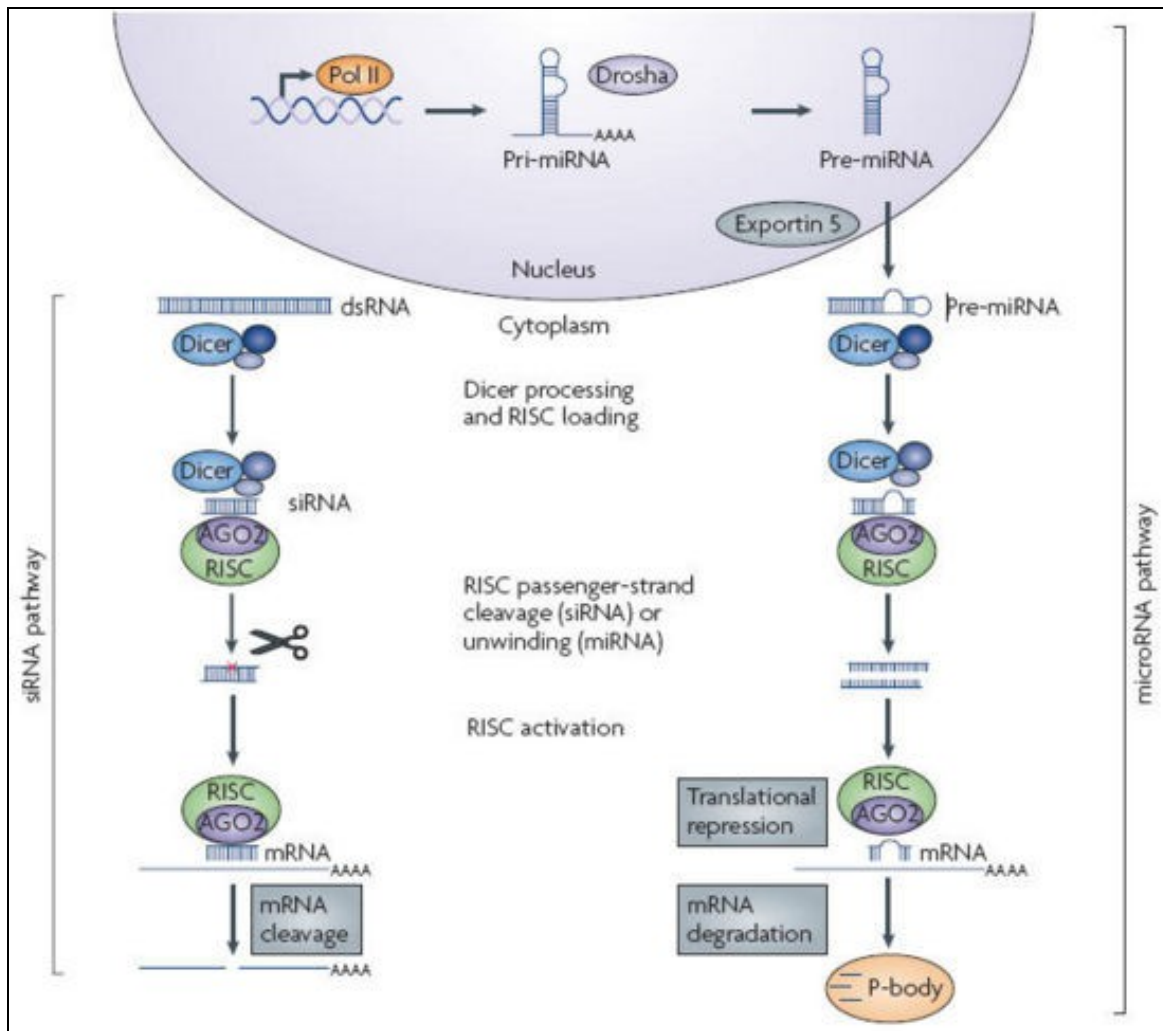 Pol II
Drosha
AAAA
Pri-miRNA
Pre-miRNA
Exportin 5
Nucleus
dsRNA
Cytoplasm
Pre-miRNA
Dicer
Dicer
Dicer processing
and RISC loading
Dicer
Dicer
siRNA
AGO2
RISC
AGO2
RISC
RISC passenger-strand
cleavage (siRNA) or
unwinding (miRNA)
siRNA pathway
microRNA pathway
RISC activation
RISC
AGO2
mRNA
AAAA
Translational
repression
RISC
AGO2
mRNA
AAAA
mRNA
cleavage
AAAA
mRNA
degradation
P-body